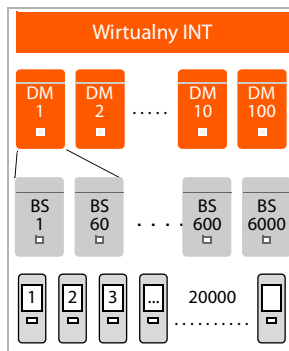 Wirtualny INT
DM 1 DM 2 ..... DM 10 DM 100
BS 1 BS 60 . . . . BS 600 BS 6000
1 2 3 ... 20000
..........